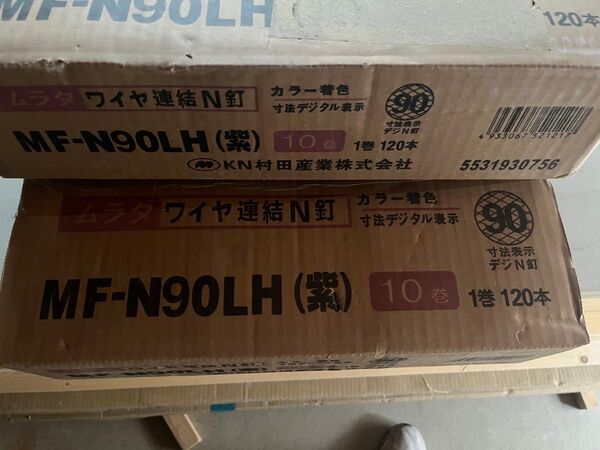 MF-N90LH
120本
ムラタ ワイヤ連結N釘
カラー着色
寸法デジタル表示
90
寸法表示
デジN釘
MF-N90LH(紫) 10巻 1巻 120本
4933067521217
KN村田産業株式会社
5531930756
ムラタ ワイヤ連結N釘
カラー着色
寸法デジタル表示
90
寸法表示
デジN釘
MF-N90LH(紫) 10巻 1巻 120本